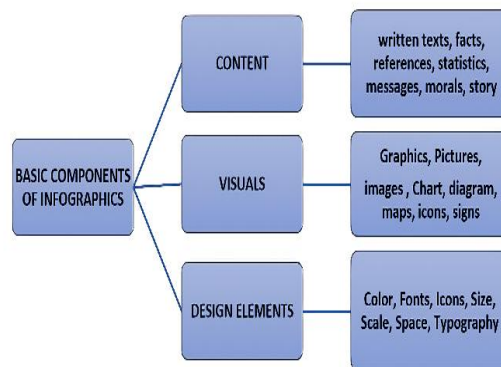 BASIC COMPONENTS
OF INFOGRAPHICS
CONTENT
written texts, facts,
references, statistics,
messages, morals, story
VISUALS
Graphics, Pictures,
images , Chart, diagram,
maps, icons, signs
DESIGN ELEMENTS
Color, Fonts, Icons, Size,
Scale, Space, Typography